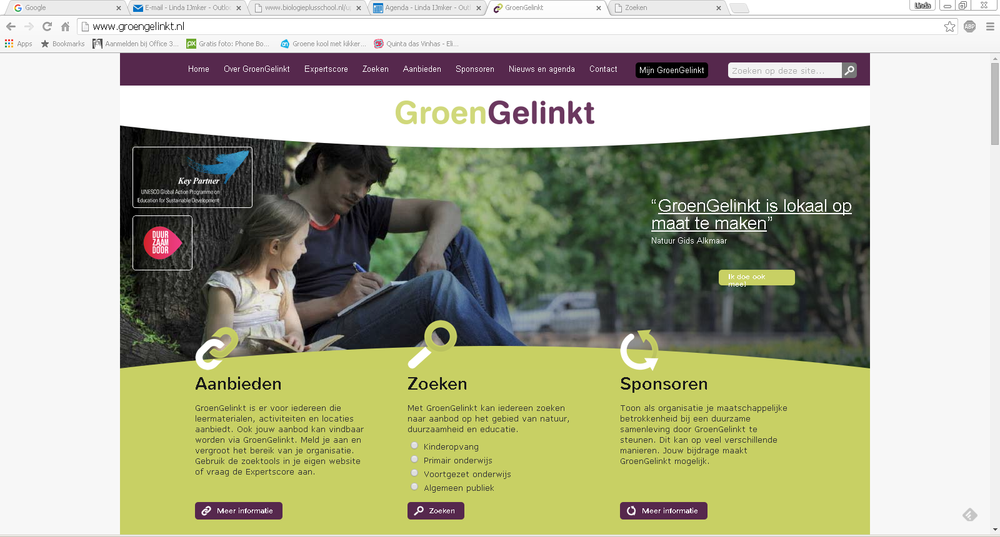 Google
E-mail - Linda IJmker - Outlo
www.biologieplusschool.nl/up
Agenda - Linda IJmker - Outl
GroenGelinkt
Zoeken
Linda
www.groengelinkt.nl
ABP
Apps
Bookmarks
Aanmelden bij Office 3...
px
Gratis foto: Phone Bo...
Groene kool met kikker...
Quinta das Vinhas - Eli...
Home
Over GroenGelinkt
Expertscore
Zoeken
Aanbieden
Sponsoren
Nieuws en agenda
Contact
Mijn GroenGelinkt
Zoeken op deze site...
GroenGelinkt
Key Partner
UNESCO Global Action Programme on
Education for Sustainable Development
DUUR
ZAAM
DOOR
“GroenGelinkt is lokaal op
maat te maken”
Natuur Gids Alkmaar
Ik doe ook
mee!
Aanbieden
GroenGelinkt is er voor iedereen die
leermaterialen, activiteiten en locaties
aanbiedt. Ook jouw aanbod kan vindbaar
worden via GroenGelinkt. Meld je aan en
vergroot het bereik van je organisatie.
Gebruik de zoektools in je eigen website
of vraag de Expertscore aan.
Meer informatie
Zoeken
Met GroenGelinkt kan iedereen zoeken
naar aanbod op het gebied van natuur,
duurzaamheid en educatie.
Kinderopvang
Primair onderwijs
Voortgezet onderwijs
Algemeen publiek
Zoeken
Sponsoren
Toon als organisatie je maatschappelijke
betrokkenheid bij een duurzame
samenleving door GroenGelinkt te
steunen. Dit kan op veel verschillende
manieren. Jouw bijdrage maakt
GroenGelinkt mogelijk.
Meer informatie